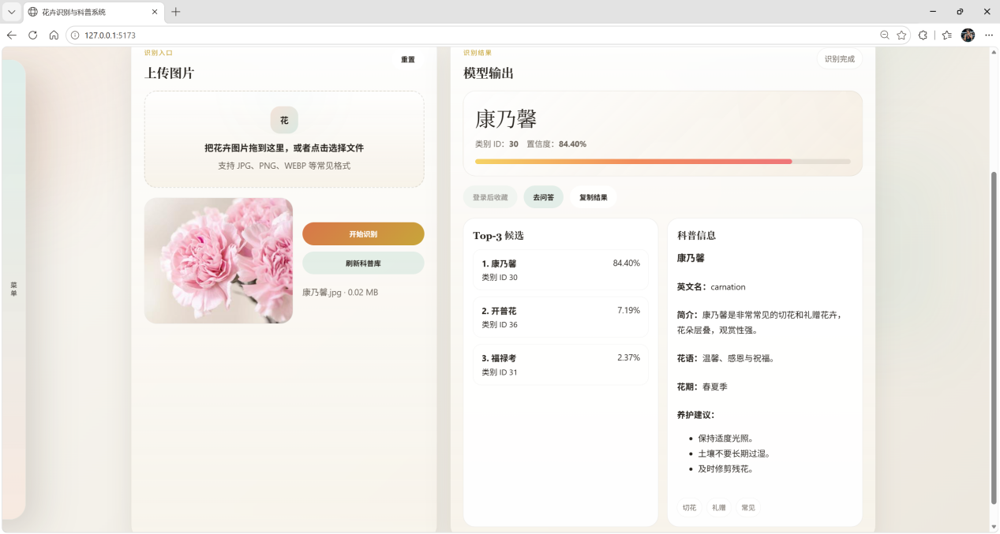 花卉识别与科普系统
127.0.0.1:5173
菜单
识别入口
上传图片
重置
花
把花卉图片拖到这里，或者点击选择文件
支持 JPG、PNG、WEBP 等常见格式
开始识别
刷新科普库
康乃馨.jpg · 0.02 MB
识别结果
模型输出
识别完成
康乃馨
类别 ID：30 置信度：84.40%
登录后收藏
去问答
复制结果
Top-3 候选
1. 康乃馨 84.40%
类别 ID 30
2. 开普花 7.19%
类别 ID 36
3. 福禄考 2.37%
类别 ID 31
科普信息
康乃馨
英文名：carnation
简介：康乃馨是非常常见的切花和礼赠花卉，
花朵层叠，观赏性强。
花语：温馨、感恩与祝福。
花期：春夏季
养护建议：
• 保持适度光照。
• 土壤不要长期过湿。
• 及时修剪残花。
切花
礼赠
常见